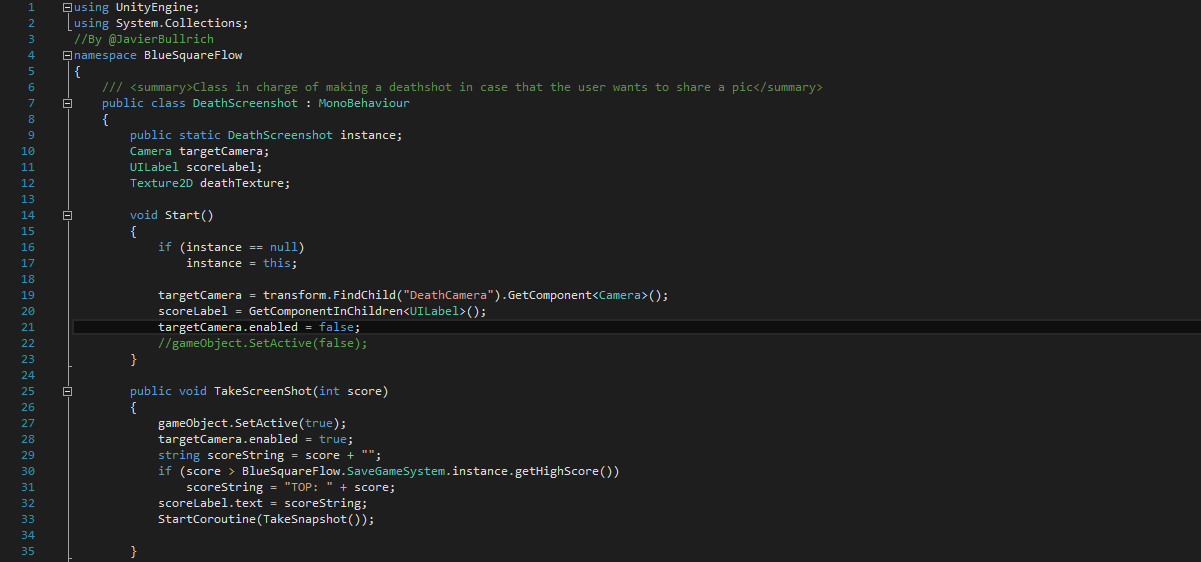 1 using UnityEngine;
2 using System.Collections;
3 //By @JavierBullrich
4 namespace BlueSquareFlow
5 {
6 /// <summary>Class in charge of making a deathshot in case that the user wants to share a pic</summary>
7 public class DeathScreenshot : MonoBehaviour
8 {
9 public static DeathScreenshot instance;
10 Camera targetCamera;
11 UILabel scoreLabel;
12 Texture2D deathTexture;
13
14 void Start()
15 {
16 if (instance == null)
17 instance = this;
18
19 targetCamera = transform.FindChild("DeathCamera").GetComponent<Camera>();
20 scoreLabel = GetComponentInChildren<UILabel>();
21 targetCamera.enabled = false;
22 //gameObject.SetActive(false);
23 }
24
25 public void TakeScreenShot(int score)
26 {
27 gameObject.SetActive(true);
28 targetCamera.enabled = true;
29 string scoreString = score + "";
30 if (score > BlueSquareFlow.SaveGameSystem.instance.getHighScore())
31 scoreString = "TOP: " + score;
32 scoreLabel.text = scoreString;
33 StartCoroutine(TakeSnapshot());
34
35 }